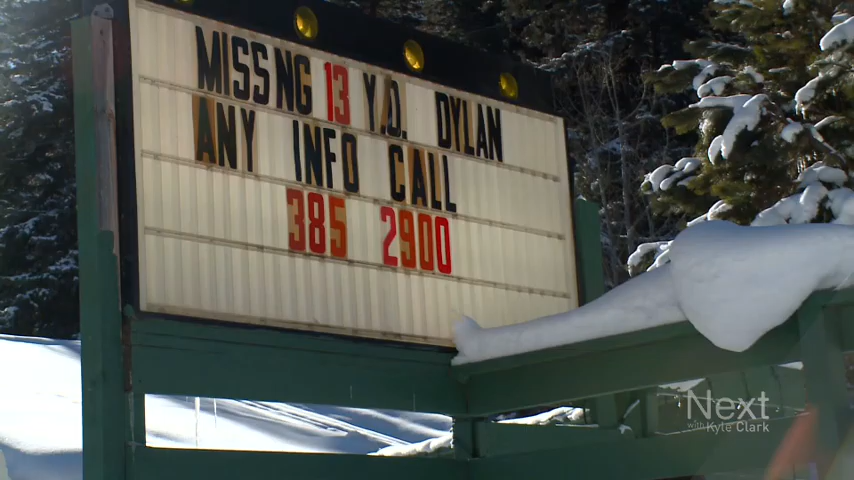 MISSNG 13 Y.O. DYLAN
ANY INFO CALL
385 2900
Next
with Kyle Clark